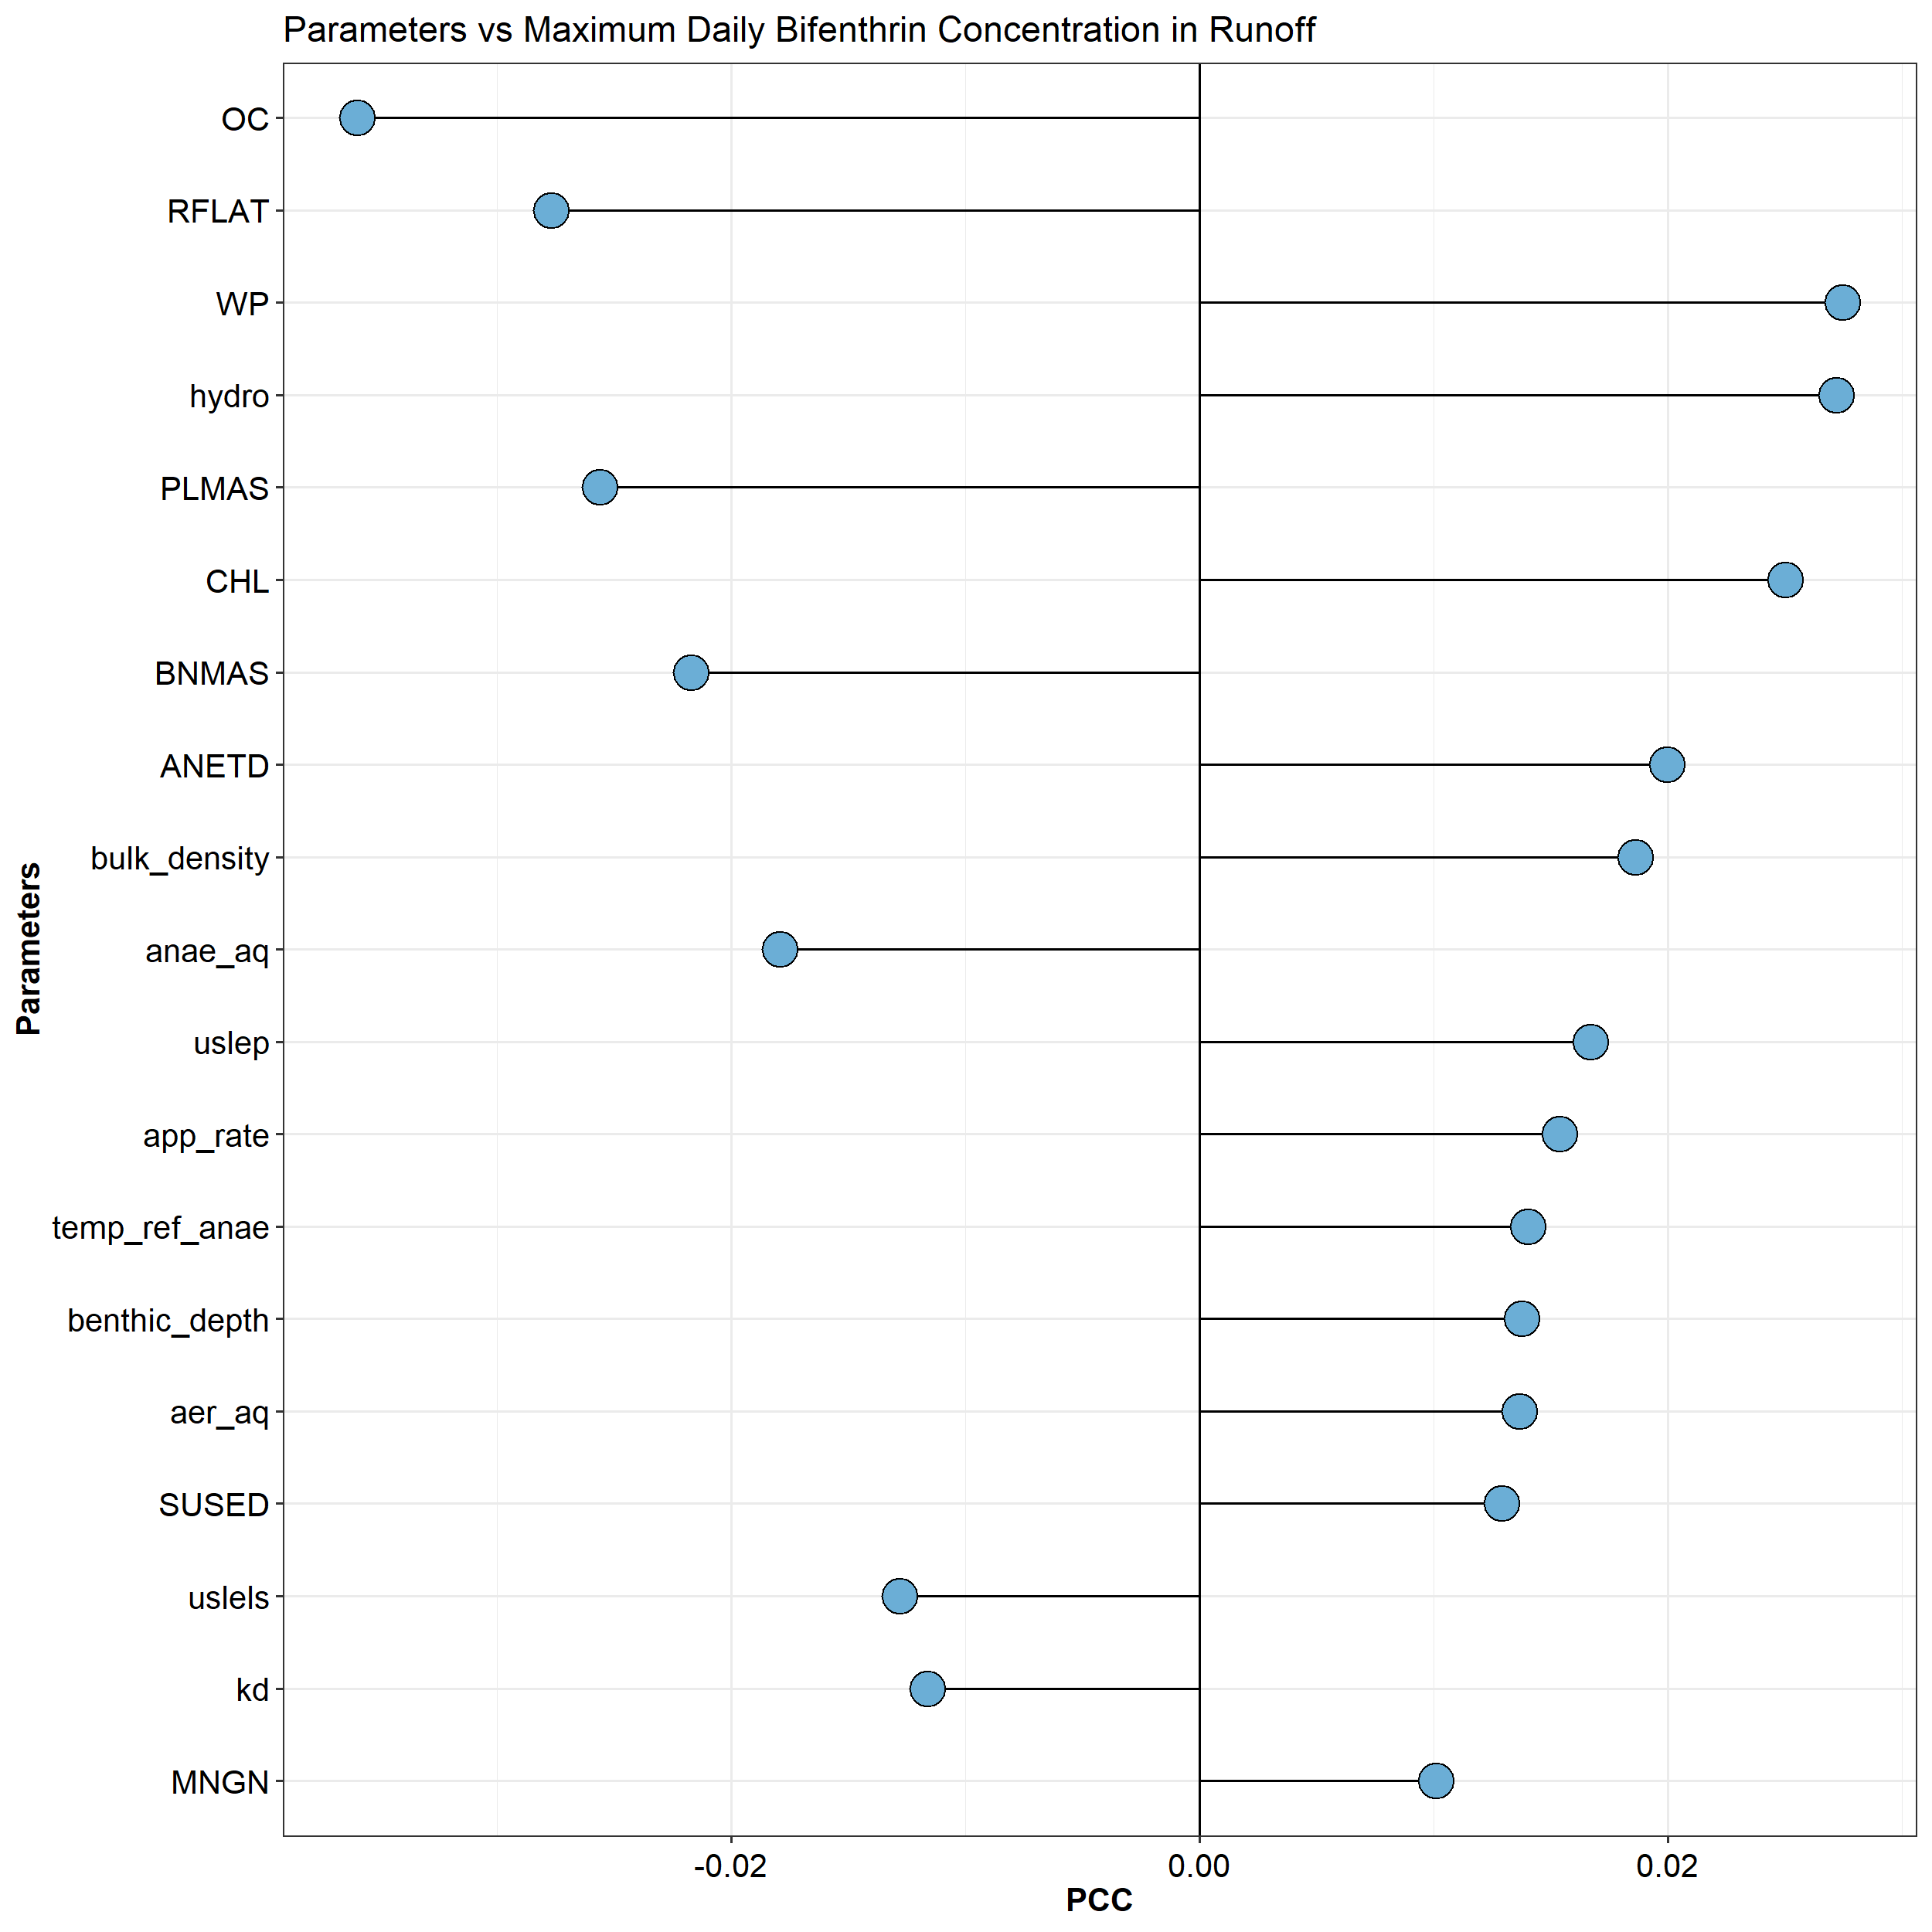 Parameters vs Maximum Daily Bifenthrin Concentration in Runoff
OC
RFLAT
WP
hydro
PLMAS
CHL
BNMAS
ANETD
bulk_density
anae_aq
uslep
app_rate
temp_ref_anae
benthic_depth
aer_aq
SUSED
uslels
kd
MNGN
Parameters
-0.02 0.00 0.02
PCC